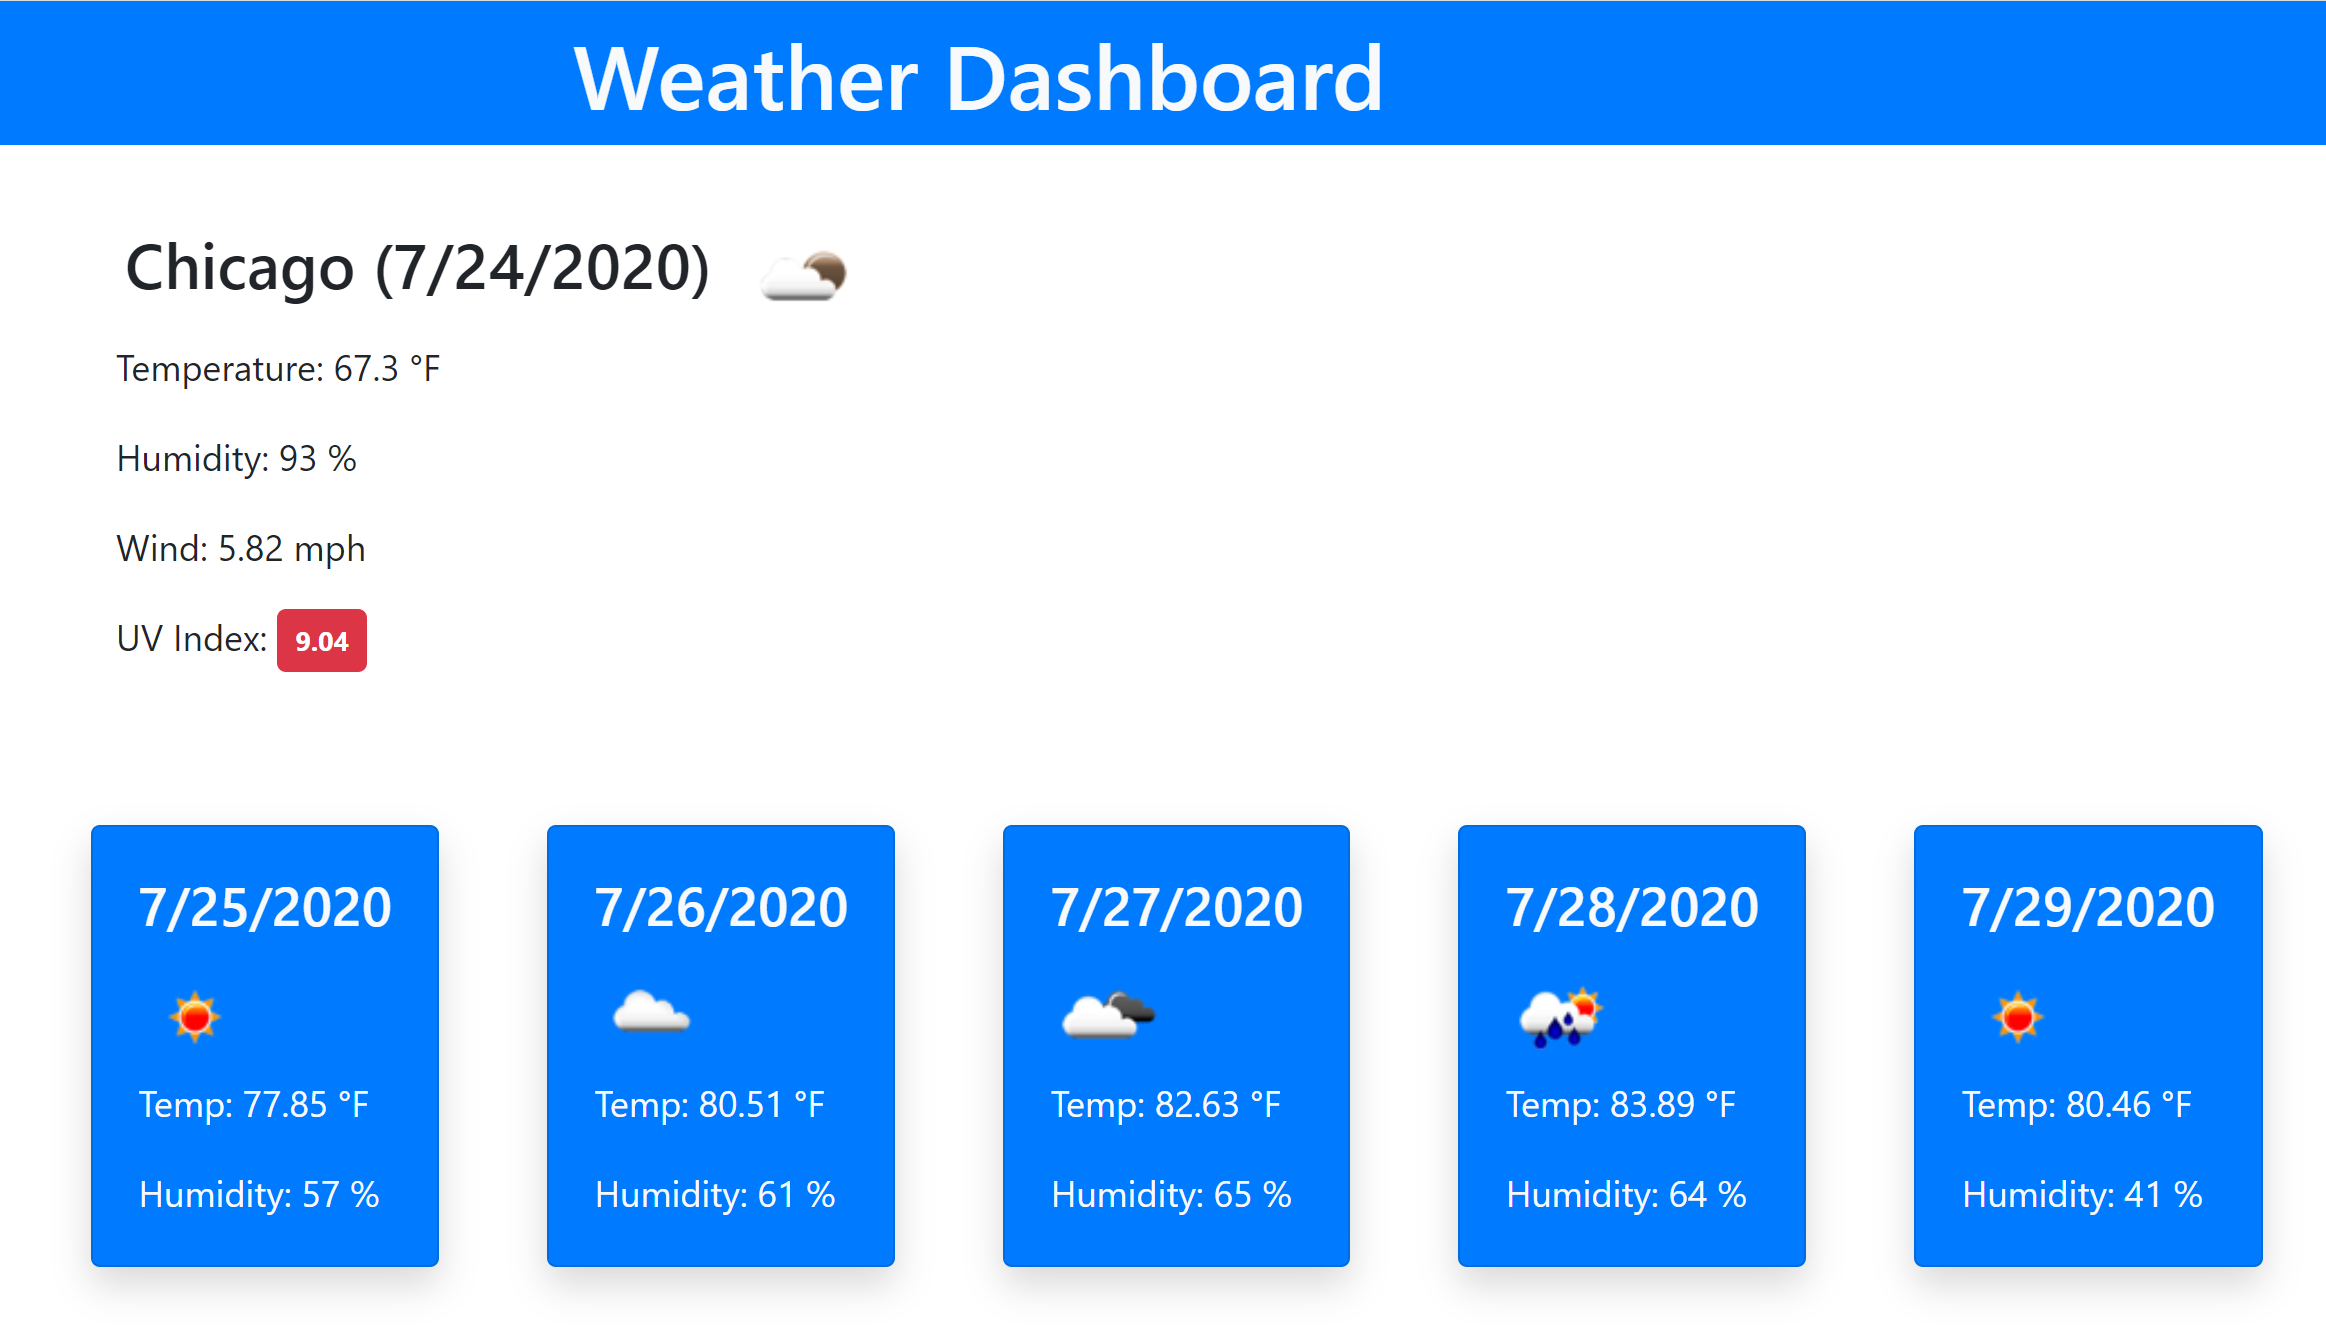 Weather Dashboard
Chicago (7/24/2020)
Temperature: 67.3 °F
Humidity: 93 %
Wind: 5.82 mph
UV Index: 9.04
7/25/2020
Temp: 77.85 °F
Humidity: 57 %
7/26/2020
Temp: 80.51 °F
Humidity: 61 %
7/27/2020
Temp: 82.63 °F
Humidity: 65 %
7/28/2020
Temp: 83.89 °F
Humidity: 64 %
7/29/2020
Temp: 80.46 °F
Humidity: 41 %